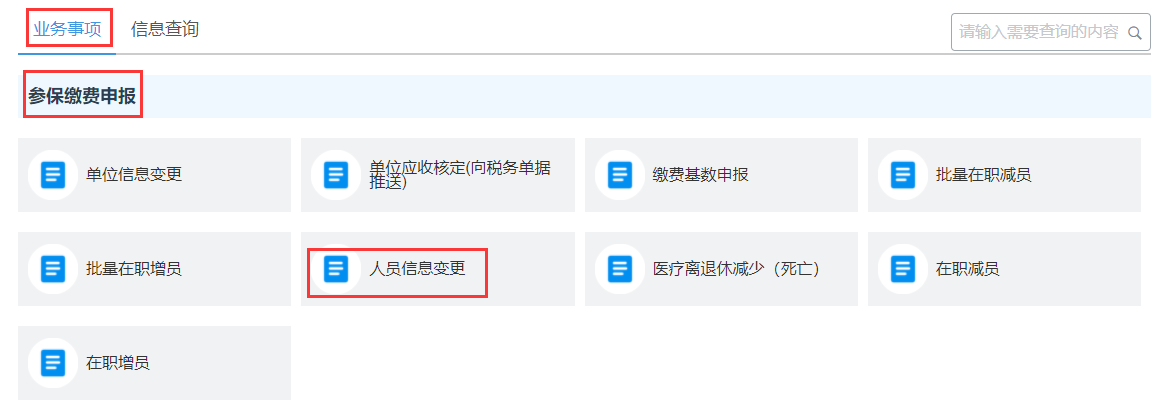 业务事项 信息查询 请输入需要查询的内容
参保缴费申报
单位信息变更 单位应收核定(向税务单据 缴费基数申报 批量在职减员
推送)
批量在职增员 人员信息变更 医疗离退休减少（死亡） 在职减员
在职增员